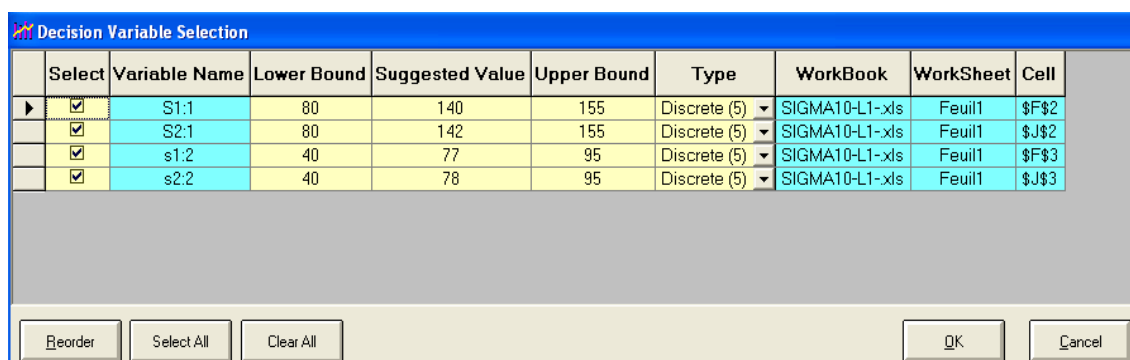 Decision Variable Selection
Select Variable Name Lower Bound Suggested Value Upper Bound Type WorkBook WorkSheet Cell
S1:1 80 140 155 Discrete (5) SIGMA10-L1-.xls Feuil1 $F$2
S2:1 80 142 155 Discrete (5) SIGMA10-L1-.xls Feuil1 $J$2
s1:2 40 77 95 Discrete (5) SIGMA10-L1-.xls Feuil1 $F$3
s2:2 40 78 95 Discrete (5) SIGMA10-L1-.xls Feuil1 $J$3
Reorder Select All Clear All OK Cancel